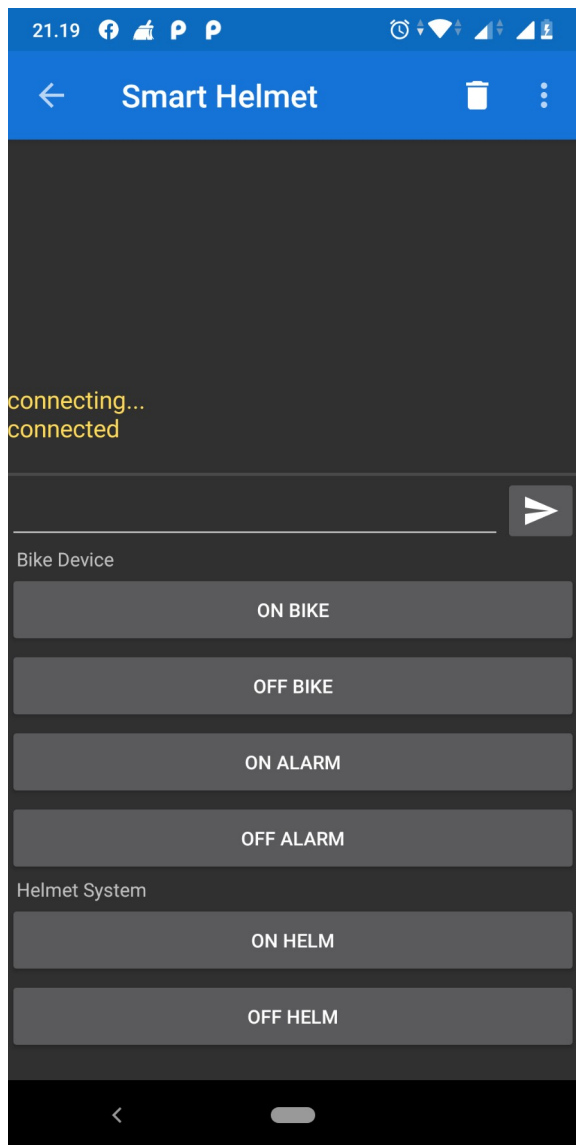 21.19
Smart Helmet
connecting...
connected
Bike Device
ON BIKE
OFF BIKE
ON ALARM
OFF ALARM
Helmet System
ON HELM
OFF HELM